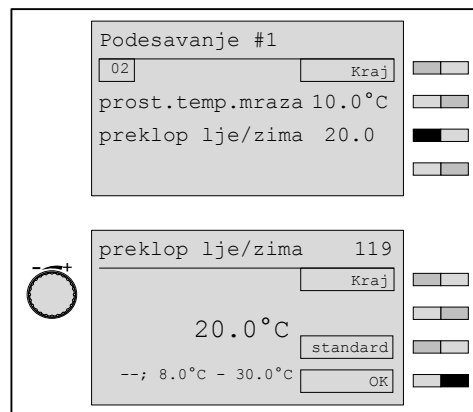 Podesavanje #1
02 Kraj
prost.temp.mraza 10.0°C
preklop lje/zima 20.0
preklop lje/zima 119
Kraj
- +
20.0°C
standard
--; 8.0°C - 30.0°C OK